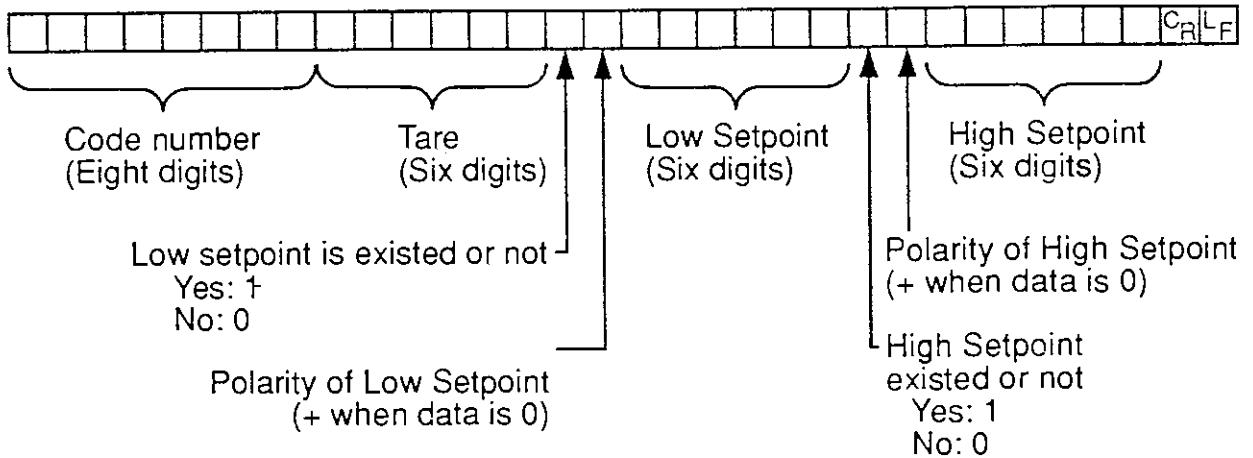 CR LF
Code number
(Eight digits)
Tare
(Six digits)
Low Setpoint
(Six digits)
High Setpoint
(Six digits)
Low setpoint is existed or not
Yes: 1
No: 0
Polarity of High Setpoint
(+ when data is 0)
Polarity of Low Setpoint
(+ when data is 0)
High Setpoint
existed or not
Yes: 1
No: 0